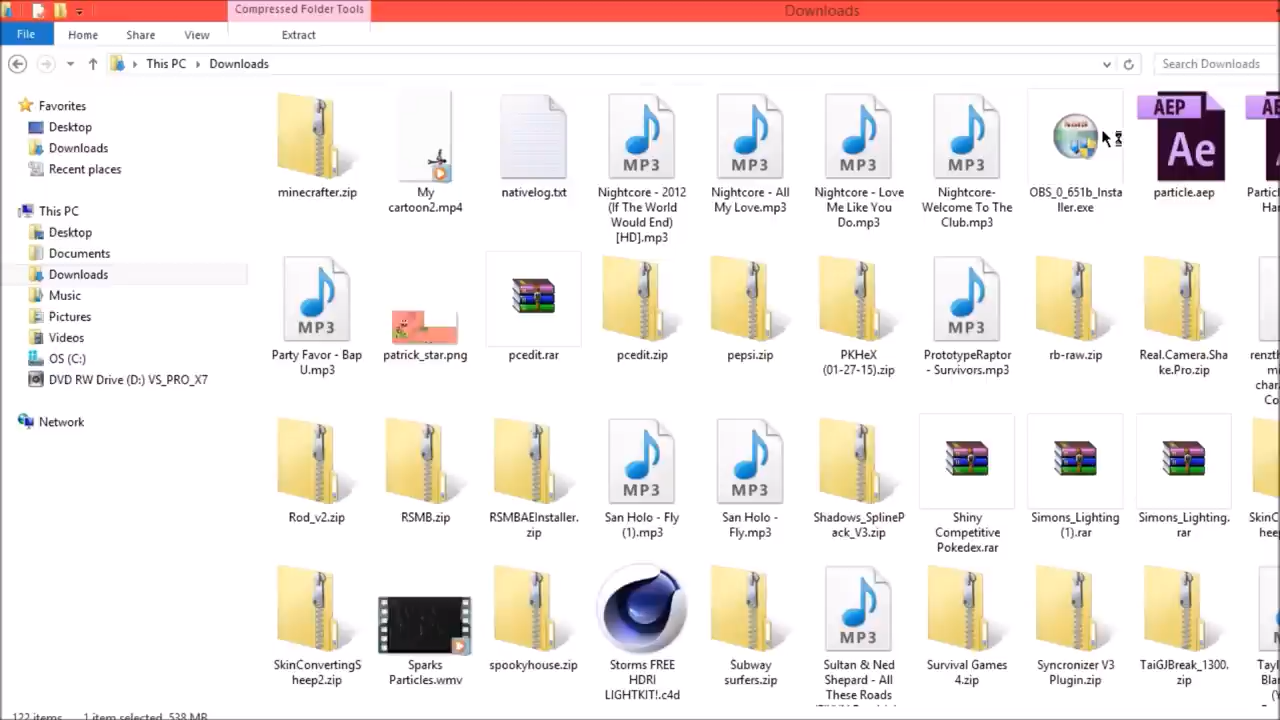 Compressed Folder Tools
Downloads
File
Home
Share
View
Extract
This PC
Downloads
Search Downloads
Favorites
Desktop
Downloads
Recent places
This PC
Desktop
Documents
Downloads
Music
Pictures
Videos
OS (C:)
DVD RW Drive (D:) VS_PRO_X7
Network
minecrafter.zip
My
cartoon2.mp4
nativelog.txt
MP3
Nightcore - 2012
(If The World
Would End)
[HD].mp3
MP3
Nightcore - All
My Love.mp3
MP3
Nightcore - Love
Me Like You
Do.mp3
MP3
Nightcore-
Welcome To The
Club.mp3
OBS_0_651b_Insta
ller.exe
AEP
Ae
particle.aep
MP3
Party Favor - Bap
U.mp3
patrick_star.png
pcedit.rar
pcedit.zip
pepsi.zip
PKHeX
(01-27-15).zip
MP3
PrototypeRaptor
- Survivors.mp3
rb-raw.zip
Real.Camera.Sha
ke.Pro.zip
Rod_v2.zip
RSMB.zip
RSMBAEInstaller.
zip
MP3
San Holo - Fly
(1).mp3
MP3
San Holo -
Fly.mp3
Shadows_SplineP
ack_V3.zip
Shiny
Competitive
Pokedex.rar
Simons_Lighting
(1).rar
Simons_Lighting.
rar
SkinConvertingS
heep2.zip
Sparks
Particles.wmv
spookyhouse.zip
Storms FREE
HDRI
LIGHTKIT!.c4d
Subway
surfers.zip
MP3
Sultan & Ned
Shepard - All
These Roads
Survival Games
4.zip
Syncronizer V3
Plugin.zip
TaiGJBreak_1300.
zip
122 items
1 item selected, 538 MB